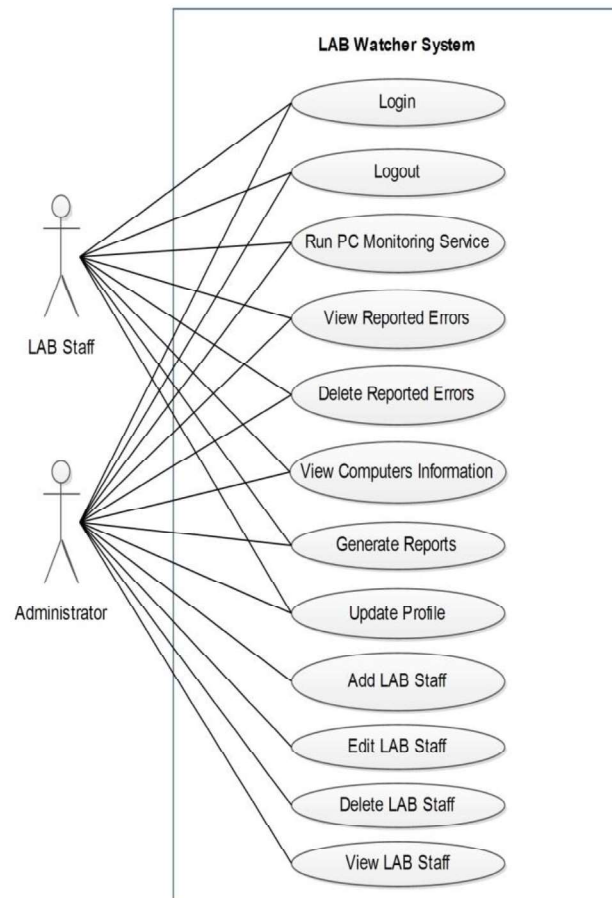 LAB Watcher System
Login
Logout
Run PC Monitoring Service
View Reported Errors
LAB Staff
Delete Reported Errors
View Computers Information
Generate Reports
Administrator
Update Profile
Add LAB Staff
Edit LAB Staff
Delete LAB Staff
View LAB Staff